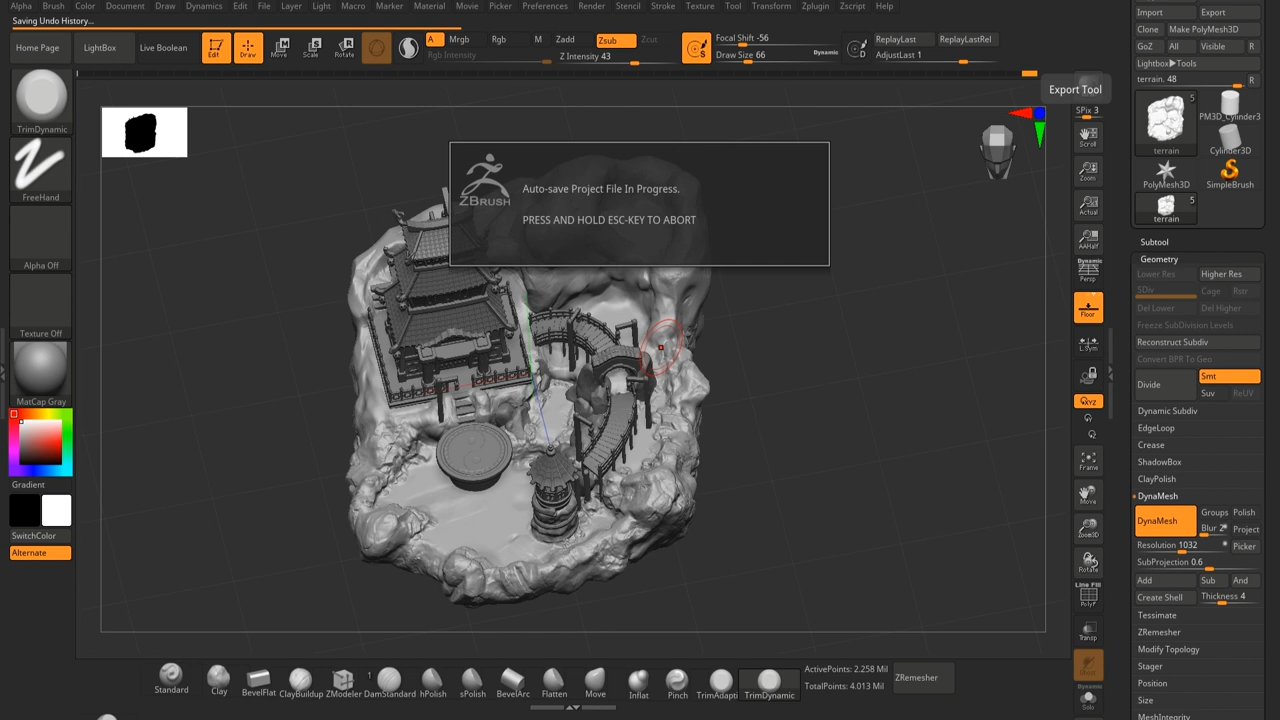 Alpha Brush Color Document Draw Dynamics Edit File Layer Light Macro Marker Material Movie Picker Preferences Render Stencil Stroke Texture Tool Transform Zplugin Zscript Help
Saving Undo History...
Home Page
LightBox
Live Boolean
Edit
Draw
Move
Scale
Rotate
A
Mrgb
Rgb
M
Zadd
Zsub
Zcut
Rgb Intensity
Z Intensity 43
Focal Shift -56
Draw Size 66
Dynamic
ReplayLast
ReplayLastRel
AdjustLast 1
TrimDynamic
FreeHand
Alpha Off
Texture Off
MatCap Gray
Gradient
SwitchColor
Alternate
ZBRUSH
Auto-save Project File In Progress.
PRESS AND HOLD ESC-KEY TO ABORT
Export Tool
SPix 3
Scroll
Zoom
Actual
AAHalf
Dynamic
Persp
Floor
L.Sym
XYZ
Frame
Move
Zoom3D
Rotate
Line Fill
PolyF
Transp
Ghost
Dynamic
Solo
Import
Export
Clone
Make PolyMesh3D
GoZ
All
Visible
R
Lightbox▶Tools
terrain. 48
R
5
terrain
PM3D_Cylinder3
Cylinder3D
PolyMesh3D
SimpleBrush
5
terrain
Subtool
Geometry
Lower Res
Higher Res
SDiv
Cage
Rstr
Del Lower
Del Higher
Freeze SubDivision Levels
Reconstruct Subdiv
Convert BPR To Geo
Divide
Smt
Suv
ReUV
Dynamic Subdiv
EdgeLoop
Crease
ShadowBox
ClayPolish
DynaMesh
DynaMesh
Groups
Polish
Blur 2
Project
Resolution 1032
Picker
SubProjection 0.6
Add
Sub
And
Create Shell
Thickness 4
Tessimate
ZRemesher
Modify Topology
Stager
Position
Size
MeshIntegrity
Standard
Clay
BevelFlat
ClayBuildup
ZModeler
1
DamStandard
hPolish
sPolish
BevelArc
Flatten
Move
Inflat
Pinch
TrimAdapti
TrimDynamic
ActivePoints: 2.258 Mil
TotalPoints: 4.013 Mil
ZRemesher